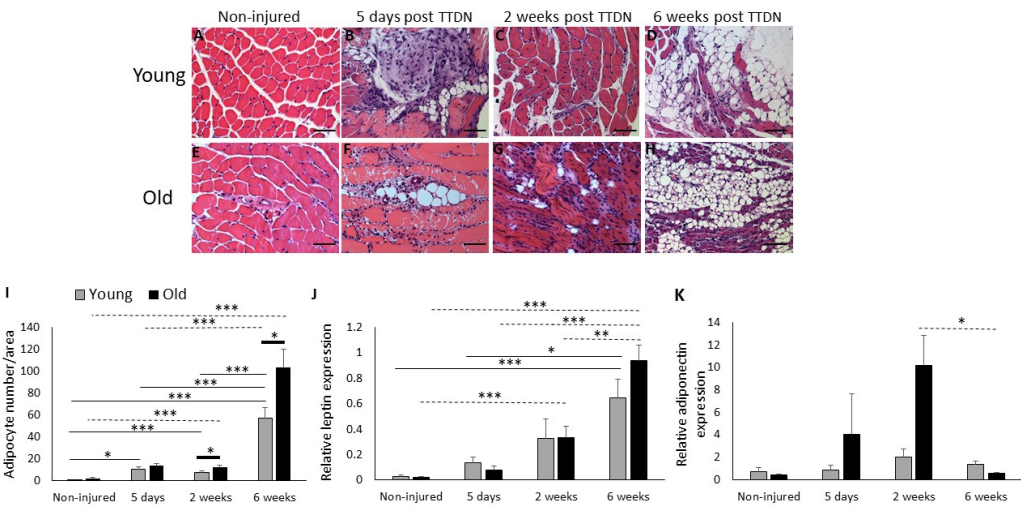 Non-injured 5 days post TTDN 2 weeks post TTDN 6 weeks post TTDN
A B C D
Young
E F G H
Old
I Young Old J K
Adipocyte number/area
140
120
100
80
60
40
20
0
*** *** * *** *** *** *** *** * *
Non-injured 5 days 2 weeks 6 weeks
Relative leptin expression
1.2
1
0.8
0.6
0.4
0.2
0
*** *** ** * *** ***
Non-injured 5 days 2 weeks 6 weeks
Relative adiponectin
expression
14
12
10
8
6
4
2
0
*
Non-injured 5 days 2 weeks 6 weeks